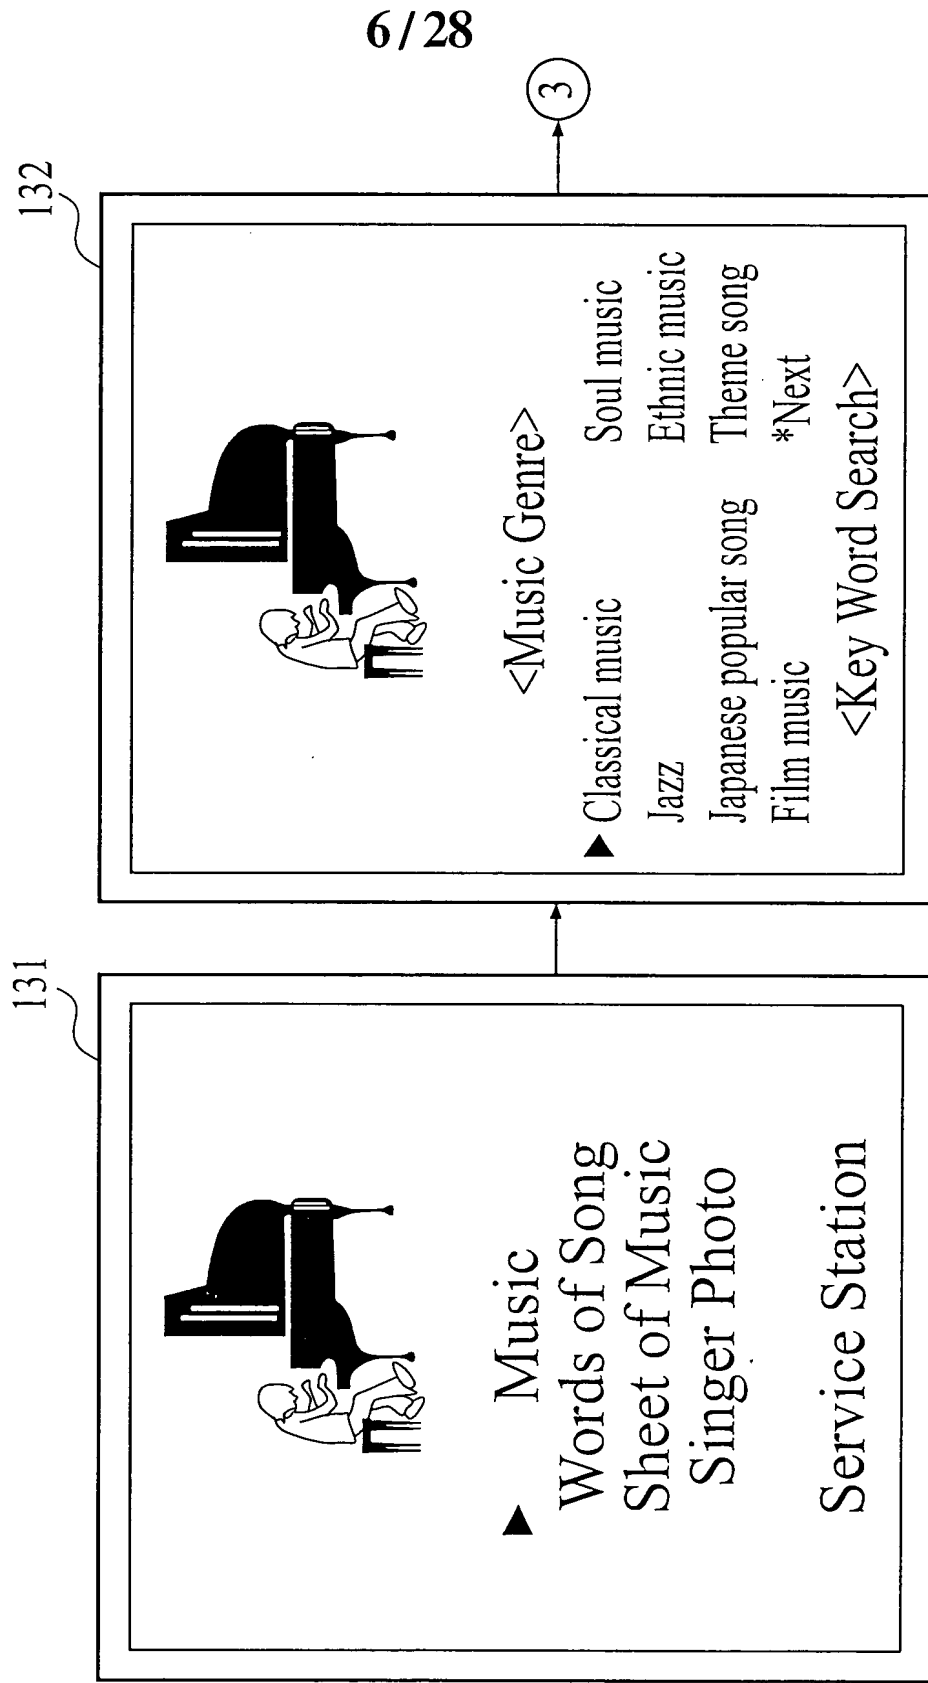 6/28
131
▶ Music
Words of Song
Sheet of Music
Singer Photo
Service Station
132
<Music Genre>
▶ Classical music Soul music
Jazz Ethnic music
Japanese popular song Theme song
Film music *Next
<Key Word Search>
3